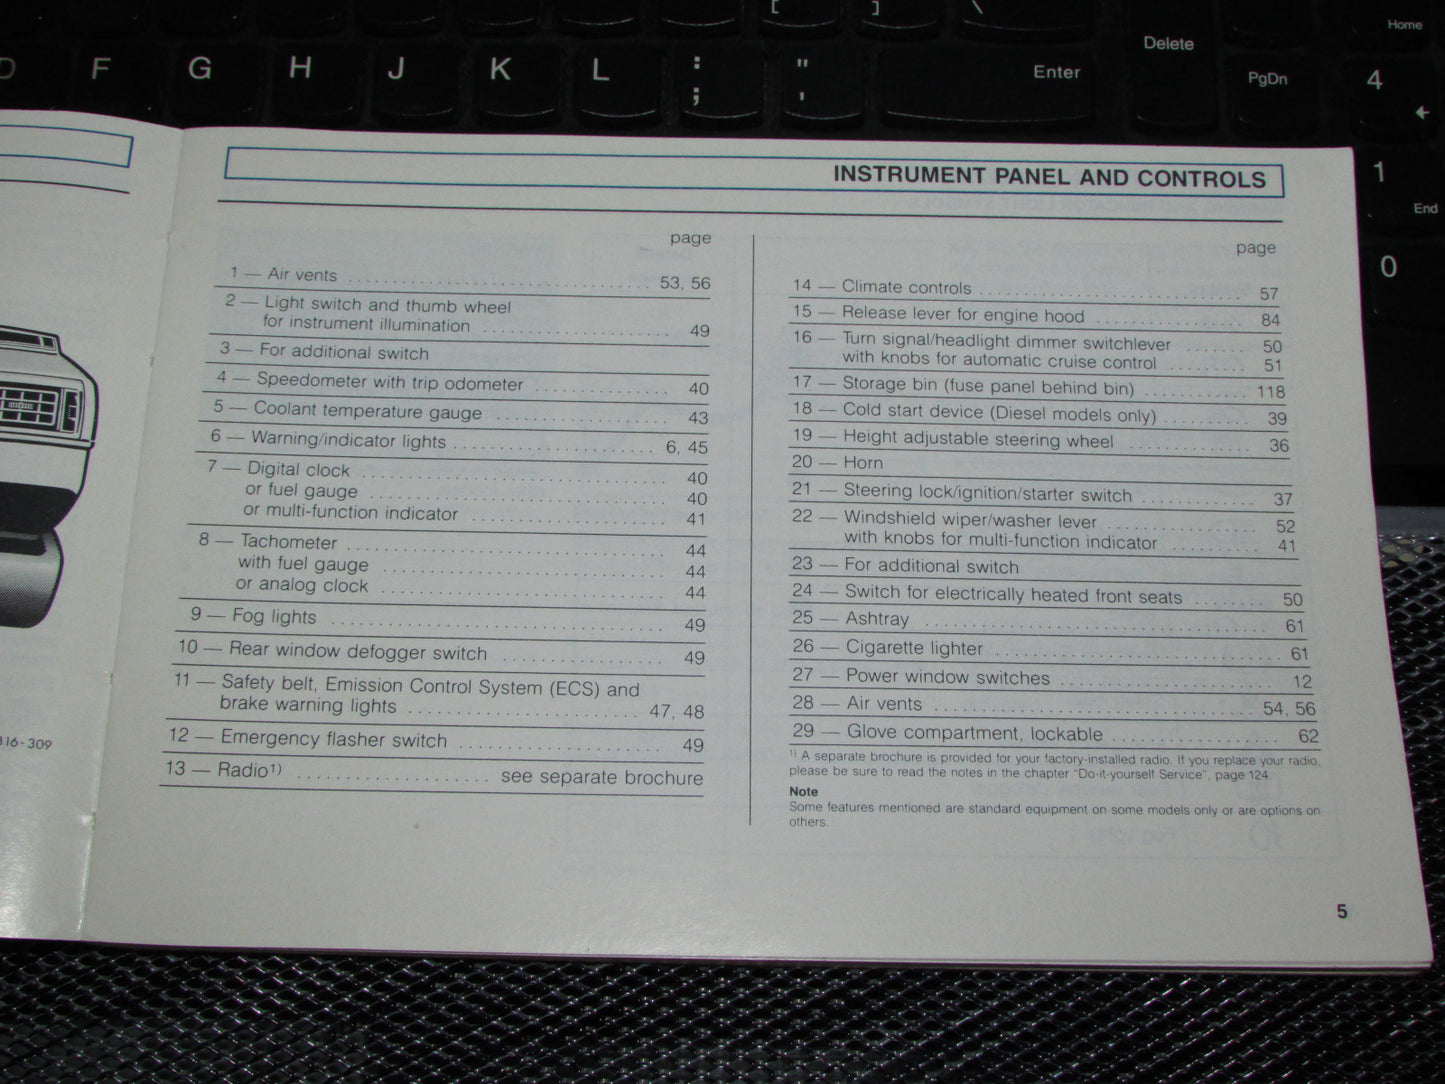 [ ] \ Home
D F G H J K L : ; " ' Enter Delete PgDn 4
1
End
0
INSTRUMENT PANEL AND CONTROLS
page
1 — Air vents 53, 56
2 — Light switch and thumb wheel
for instrument illumination 49
3 — For additional switch
4 — Speedometer with trip odometer 40
5 — Coolant temperature gauge 43
6 — Warning/indicator lights 6, 45
7 — Digital clock 40
or fuel gauge 40
or multi-function indicator 41
8 — Tachometer 44
with fuel gauge 44
or analog clock 44
9 — Fog lights 49
10 — Rear window defogger switch 49
11 — Safety belt, Emission Control System (ECS) and
brake warning lights 47, 48
12 — Emergency flasher switch 49
13 — Radio1) see separate brochure
page
14 — Climate controls 57
15 — Release lever for engine hood 84
16 — Turn signal/headlight dimmer switchlever 50
with knobs for automatic cruise control 51
17 — Storage bin (fuse panel behind bin) 118
18 — Cold start device (Diesel models only) 39
19 — Height adjustable steering wheel 36
20 — Horn
21 — Steering lock/ignition/starter switch 37
22 — Windshield wiper/washer lever 52
with knobs for multi-function indicator 41
23 — For additional switch
24 — Switch for electrically heated front seats 50
25 — Ashtray 61
26 — Cigarette lighter 61
27 — Power window switches 12
28 — Air vents 54, 56
29 — Glove compartment, lockable 62
1) A separate brochure is provided for your factory-installed radio. If you replace your radio,
please be sure to read the notes in the chapter "Do-it-yourself Service", page 124.
Note
Some features mentioned are standard equipment on some models only or are options on
others.
16-309
5